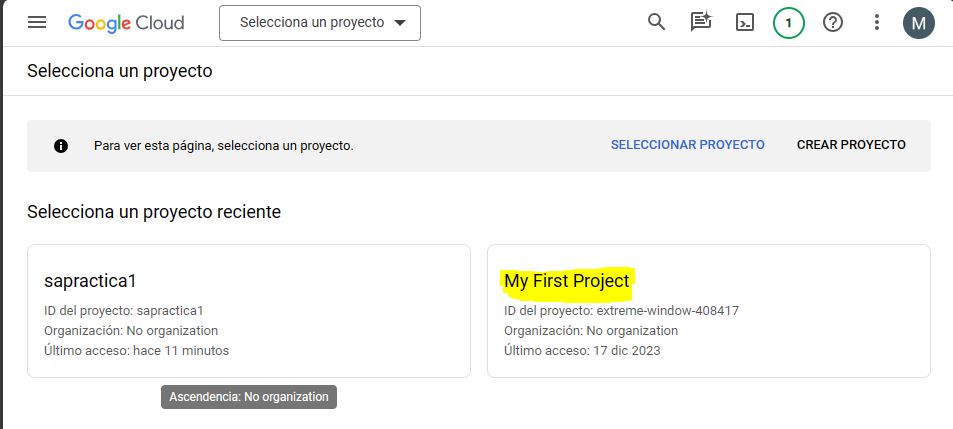 Google Cloud
Selecciona un proyecto
1
M
Selecciona un proyecto
Para ver esta página, selecciona un proyecto.
SELECCIONAR PROYECTO
CREAR PROYECTO
Selecciona un proyecto reciente
sapractica1
ID del proyecto: sapractica1
Organización: No organization
Último acceso: hace 11 minutos
My First Project
ID del proyecto: extreme-window-408417
Organización: No organization
Último acceso: 17 dic 2023
Ascendencia: No organization